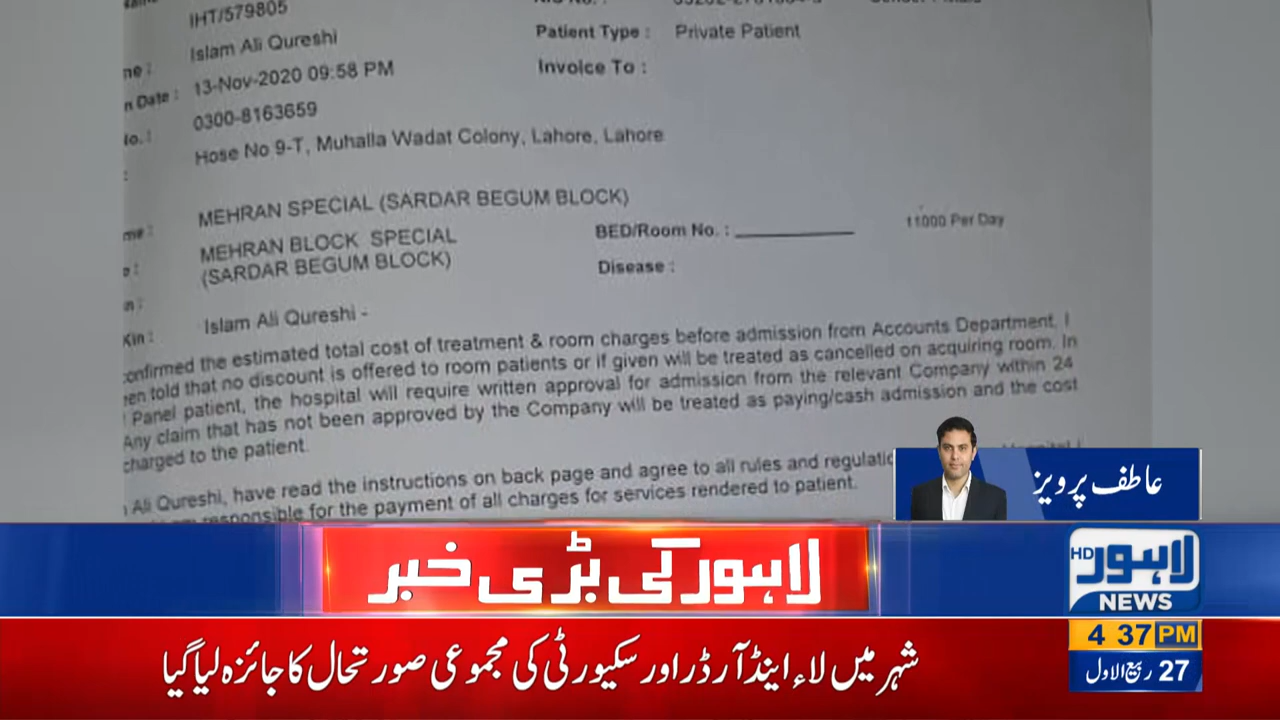 IHT/579805
Islam Ali Qureshi
Patient Type : Private Patient
13-Nov-2020 09:58 PM
n Date :
Invoice To :
0300-8163659
Hose No 9-T, Muhalla Wadat Colony, Lahore, Lahore
MEHRAN SPECIAL (SARDAR BEGUM BLOCK)
MEHRAN BLOCK SPECIAL
(SARDAR BEGUM BLOCK)
BED/Room No. :
11000 Per Day
Disease :
Kin : Islam Ali Qureshi -
confirmed the estimated total cost of treatment & room charges before admission from Accounts Department. I
een told that no discount is offered to room patients or if given will be treated as cancelled on acquiring room. In
Panel patient, the hospital will require written approval for admission from the relevant Company within 24
Any claim that has not been approved by the Company will be treated as paying/cash admission and the cost
charged to the patient.
Ali Qureshi, have read the instructions on back page and agree to all rules and regulatio
responsible for the payment of all charges for services rendered to patient.
عاطف پرویز
لاہور کی بڑی خبر
لاہور HD
NEWS
4 37 PM
27 ربیع الاول
شہر میں لاء اینڈ آرڈر اور سکیورٹی کی مجموعی صورتحال کا جائزہ لیا گیا